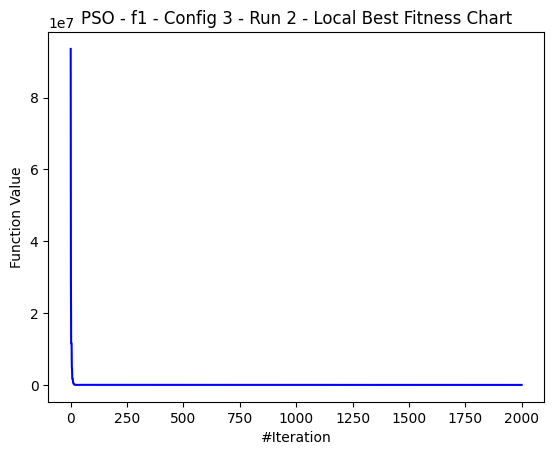 PSO - f1 - Config 3 - Run 2 - Local Best Fitness Chart
1e7
8
6
4
2
0
Function Value
0 250 500 750 1000 1250 1500 1750 2000
#Iteration